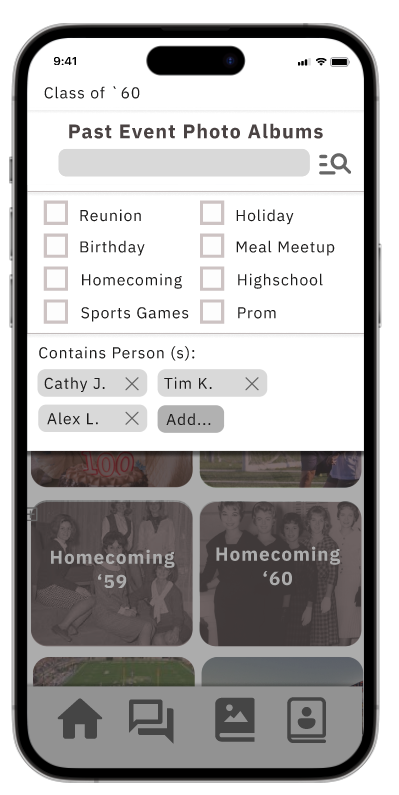 9:41
Class of `60
Past Event Photo Albums
Reunion Holiday
Birthday Meal Meetup
Homecoming Highschool
Sports Games Prom
Contains Person (s):
Cathy J. Tim K.
Alex L. Add...
100
Homecoming Homecoming
‘59 ‘60